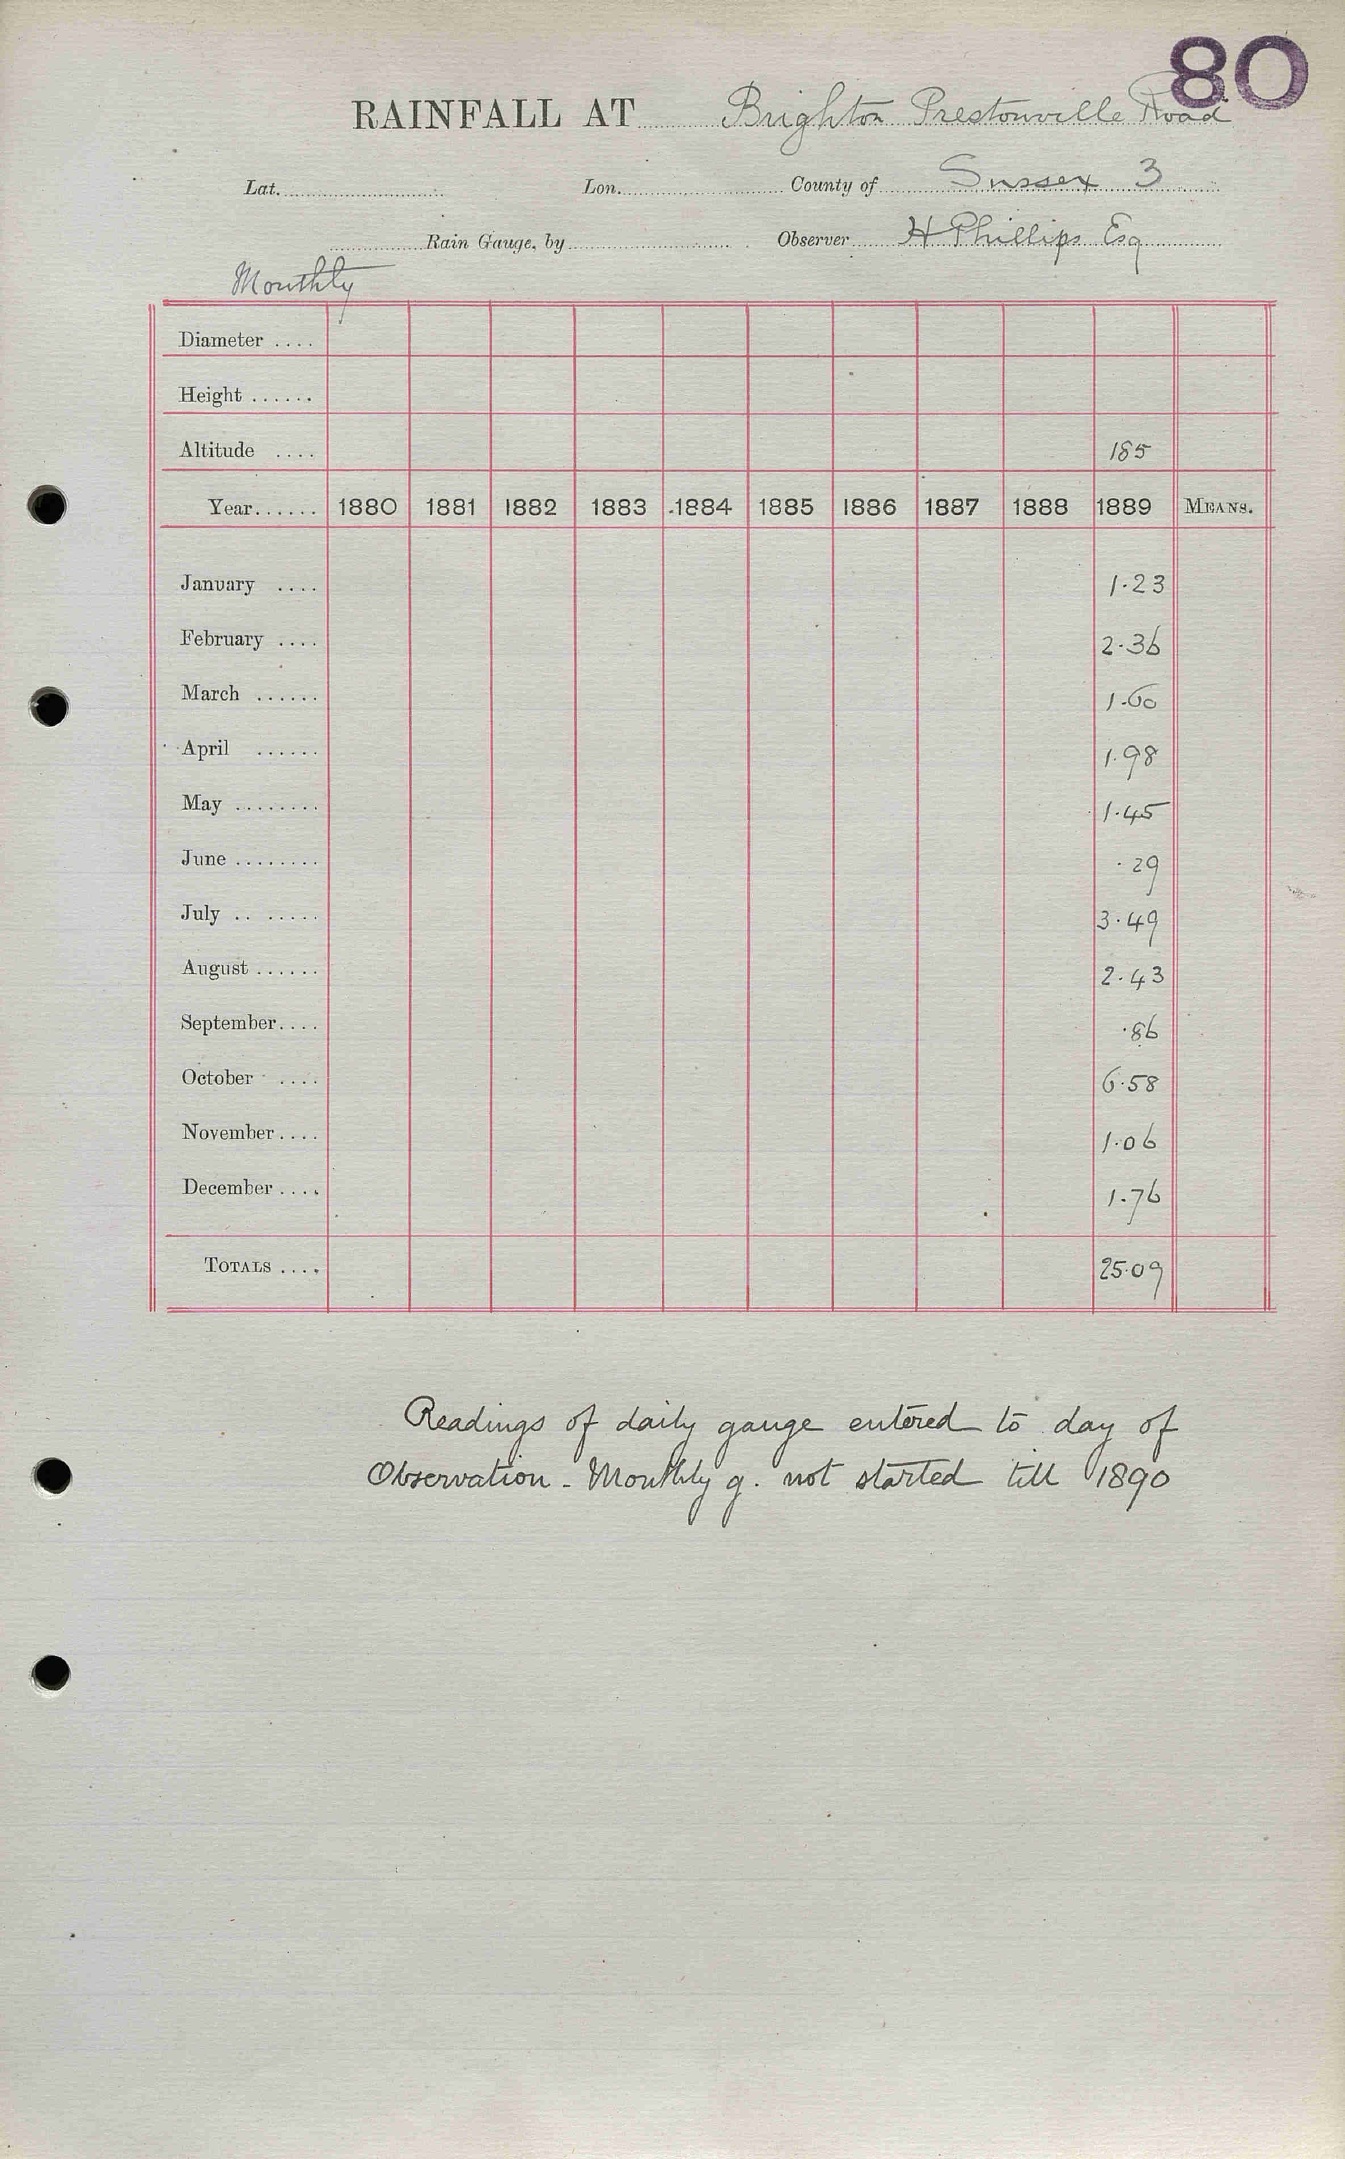 80
RAINFALL AT Brighton Prestonville Road
Lat. Lon. County of Sussex 3
Rain Gauge, by Observer H Phillips Esq
Monthly
Diameter ....
Height ......
Altitude .... 185
Year...... 1880 1881 1882 1883 1884 1885 1886 1887 1888 1889 MEANS.
January .... 1.23
February .... 2.36
March ...... 1.60
April ...... 1.98
May ........ 1.45
June ........ .29
July .. ..... 3.49
August ...... 2.43
September.... .86
October .... 6.58
November.... 1.06
December.... 1.76
TOTALS .... 25.09
Readings of daily gauge entered to day of
Observation - Monthly g. not started till 1890